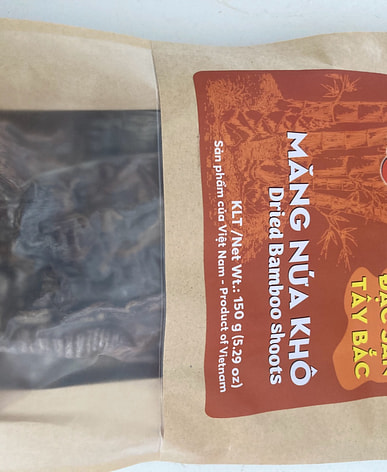 ĐẶC SẢN
TÂY BẮC
MĂNG NỨA KHÔ
Dried Bamboo Shoots
KLT /Net Wt.: 150 g (5.29 oz)
Sản phẩm của Việt Nam - Product of Vietnam